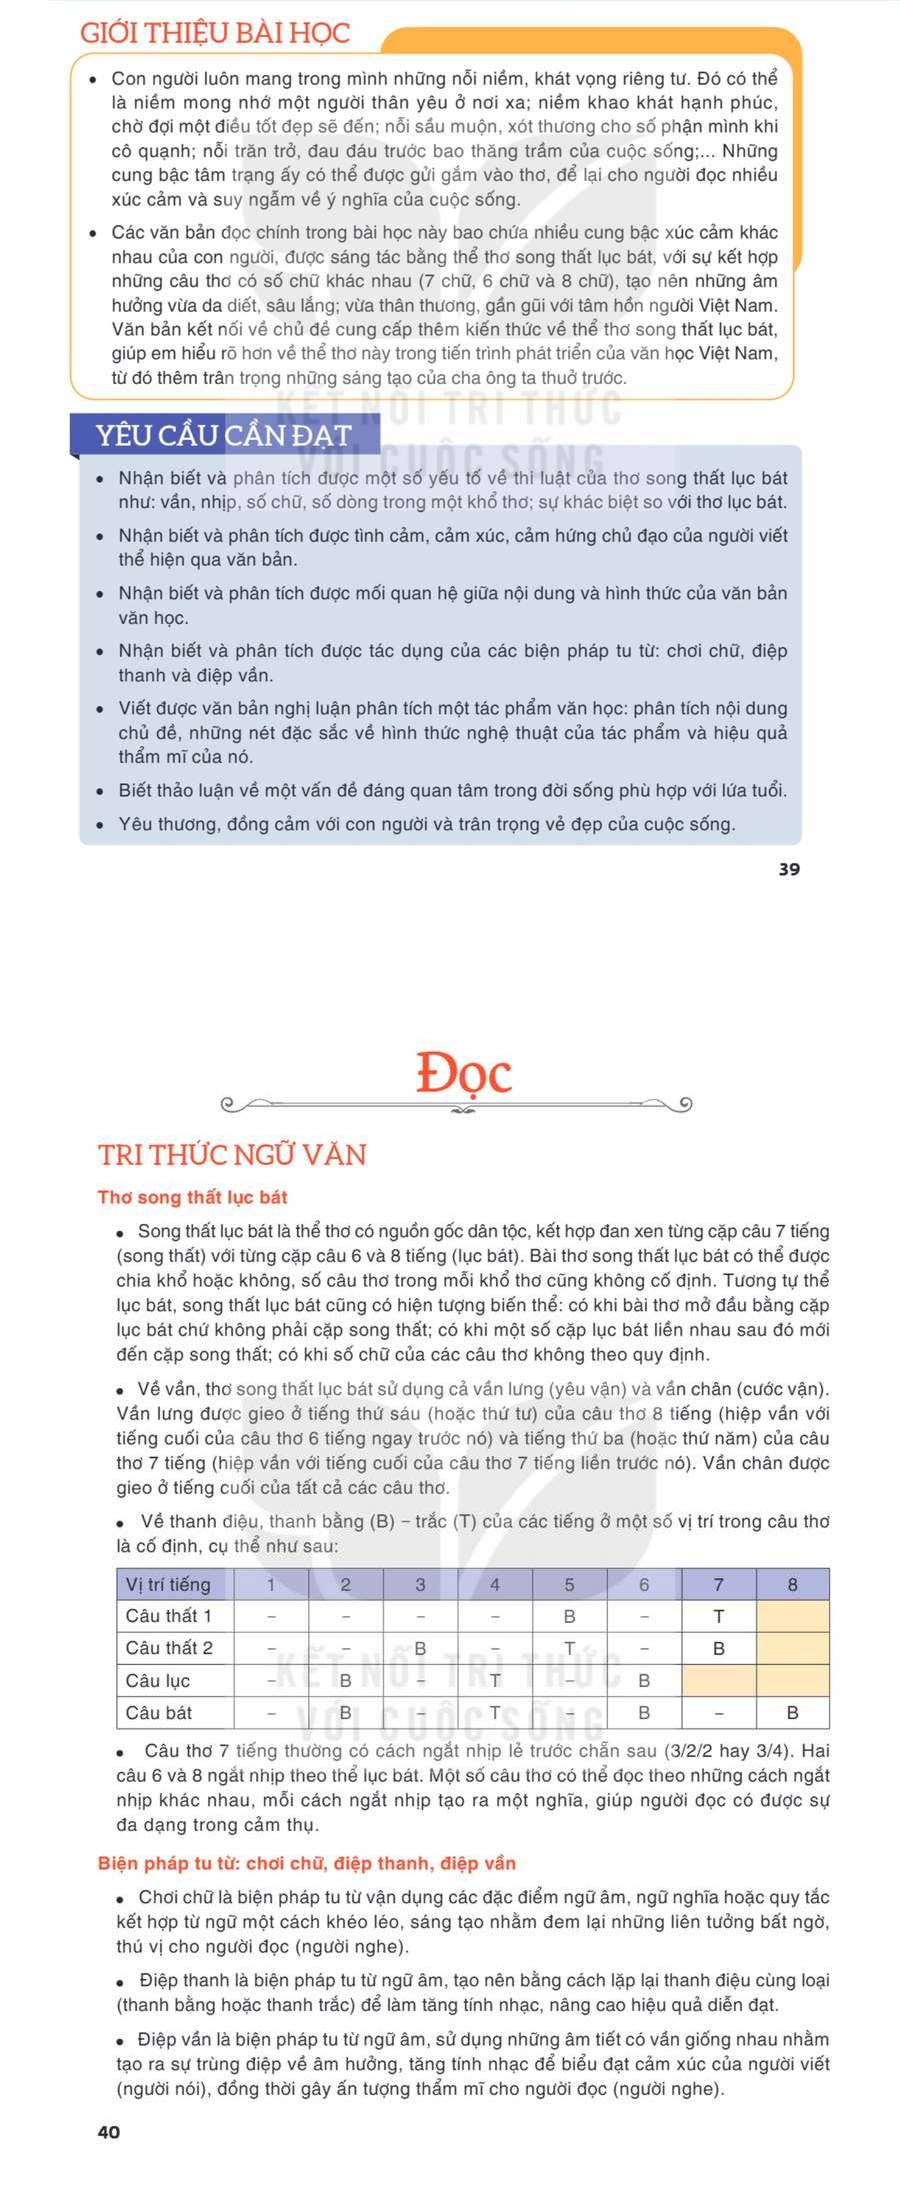 GIỚI THIỆU BÀI HỌC
• Con người luôn mang trong mình những nỗi niềm, khát vọng riêng tư. Đó có thể
là niềm mong nhớ một người thân yêu ở nơi xa; niềm khao khát hạnh phúc,
chờ đợi một điều tốt đẹp sẽ đến; nỗi sầu muộn, xót thương cho số phận mình khi
cô quạnh; nỗi trăn trở, đau đáu trước bao thăng trầm của cuộc sống;... Những
cung bậc tâm trạng ấy có thể được gửi gắm vào thơ, để lại cho người đọc nhiều
xúc cảm và suy ngẫm về ý nghĩa của cuộc sống.
• Các văn bản đọc chính trong bài học này bao chứa nhiều cung bậc xúc cảm khác
nhau của con người, được sáng tác bằng thể thơ song thất lục bát, với sự kết hợp
những câu thơ có số chữ khác nhau (7 chữ, 6 chữ và 8 chữ), tạo nên những âm
hưởng vừa da diết, sâu lắng; vừa thân thương, gần gũi với tâm hồn người Việt Nam.
Văn bản kết nối về chủ đề cung cấp thêm kiến thức về thể thơ song thất lục bát,
giúp em hiểu rõ hơn về thể thơ này trong tiến trình phát triển của văn học Việt Nam,
từ đó thêm trân trọng những sáng tạo của cha ông ta thuở trước.
KẾT NỐI TRI THỨC
VỚI CUỘC SỐNG
YÊU CẦU CẦN ĐẠT
• Nhận biết và phân tích được một số yếu tố về thi luật của thơ song thất lục bát
như: vần, nhịp, số chữ, số dòng trong một khổ thơ; sự khác biệt so với thơ lục bát.
• Nhận biết và phân tích được tình cảm, cảm xúc, cảm hứng chủ đạo của người viết
thể hiện qua văn bản.
• Nhận biết và phân tích được mối quan hệ giữa nội dung và hình thức của văn bản
văn học.
• Nhận biết và phân tích được tác dụng của các biện pháp tu từ: chơi chữ, điệp
thanh và điệp vần.
• Viết được văn bản nghị luận phân tích một tác phẩm văn học: phân tích nội dung
chủ đề, những nét đặc sắc về hình thức nghệ thuật của tác phẩm và hiệu quả
thẩm mĩ của nó.
• Biết thảo luận về một vấn đề đáng quan tâm trong đời sống phù hợp với lứa tuổi.
• Yêu thương, đồng cảm với con người và trân trọng vẻ đẹp của cuộc sống.
39
Đọc
TRI THỨC NGỮ VĂN
Thơ song thất lục bát
• Song thất lục bát là thể thơ có nguồn gốc dân tộc, kết hợp đan xen từng cặp câu 7 tiếng
(song thất) với từng cặp câu 6 và 8 tiếng (lục bát). Bài thơ song thất lục bát có thể được
chia khổ hoặc không, số câu thơ trong mỗi khổ thơ cũng không cố định. Tương tự thể
lục bát, song thất lục bát cũng có hiện tượng biến thể: có khi bài thơ mở đầu bằng cặp
lục bát chứ không phải cặp song thất; có khi một số cặp lục bát liền nhau sau đó mới
đến cặp song thất; có khi số chữ của các câu thơ không theo quy định.
• Về vần, thơ song thất lục bát sử dụng cả vần lưng (yêu vận) và vần chân (cước vận).
Vần lưng được gieo ở tiếng thứ sáu (hoặc thứ tư) của câu thơ 8 tiếng (hiệp vần với
tiếng cuối của câu thơ 6 tiếng ngay trước nó) và tiếng thứ ba (hoặc thứ năm) của câu
thơ 7 tiếng (hiệp vần với tiếng cuối của câu thơ 7 tiếng liền trước nó). Vần chân được
gieo ở tiếng cuối của tất cả các câu thơ.
• Về thanh điệu, thanh bằng (B) – trắc (T) của các tiếng ở một số vị trí trong câu thơ
là cố định, cụ thể như sau:
Vị trí tiếng 1 2 3 4 5 6 7 8
Câu thất 1 – – – – B – T
Câu thất 2 – – B – T – B
Câu lục – B – T – B
Câu bát – B – T – B – B
KẾT NỐI TRI THỨC
VỚI CUỘC SỐNG
• Câu thơ 7 tiếng thường có cách ngắt nhịp lẻ trước chẵn sau (3/2/2 hay 3/4). Hai
câu 6 và 8 ngắt nhịp theo thể lục bát. Một số câu thơ có thể đọc theo những cách ngắt
nhịp khác nhau, mỗi cách ngắt nhịp tạo ra một nghĩa, giúp người đọc có được sự
đa dạng trong cảm thụ.
Biện pháp tu từ: chơi chữ, điệp thanh, điệp vần
• Chơi chữ là biện pháp tu từ vận dụng các đặc điểm ngữ âm, ngữ nghĩa hoặc quy tắc
kết hợp từ ngữ một cách khéo léo, sáng tạo nhằm đem lại những liên tưởng bất ngờ,
thú vị cho người đọc (người nghe).
• Điệp thanh là biện pháp tu từ ngữ âm, tạo nên bằng cách lặp lại thanh điệu cùng loại
(thanh bằng hoặc thanh trắc) để làm tăng tính nhạc, nâng cao hiệu quả diễn đạt.
• Điệp vần là biện pháp tu từ ngữ âm, sử dụng những âm tiết có vần giống nhau nhằm
tạo ra sự trùng điệp về âm hưởng, tăng tính nhạc để biểu đạt cảm xúc của người viết
(người nói), đồng thời gây ấn tượng thẩm mĩ cho người đọc (người nghe).
40